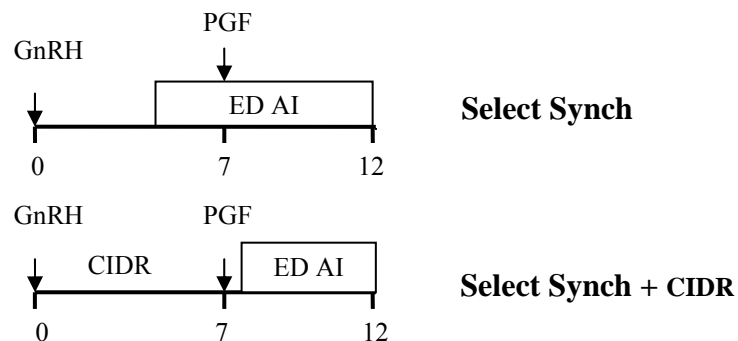 PGF
GnRH
ED AI
Select Synch
0 7 12
GnRH PGF
CIDR ED AI
Select Synch + CIDR
0 7 12